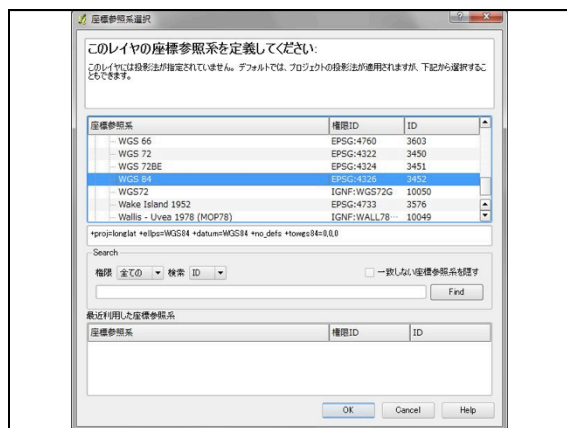 座標参照系選択
このレイヤの座標参照系を定義してください:
このレイヤには投影法が指定されていません。デフォルトでは、プロジェクトの投影法が適用されますが、下記から選択するこ
ともできます。
座標参照系 権限ID ID
WGS 66 EPSG:4760 3603
WGS 72 EPSG:4322 3450
WGS 72BE EPSG:4324 3451
WGS 84 EPSG:4326 3452
WGS72 IGNF:WGS72G 10050
Wake Island 1952 EPSG:4733 3576
Wallis - Uvea 1978 (MOP78) IGNF:WALL78… 10049
+proj=longlat +ellps=WGS84 +datum=WGS84 +no_defs +towgs84=0,0,0
Search
権限 全ての 検索 ID 一致しない座標参照系を隠す
Find
最近利用した座標参照系
座標参照系 権限ID ID
OK Cancel Help